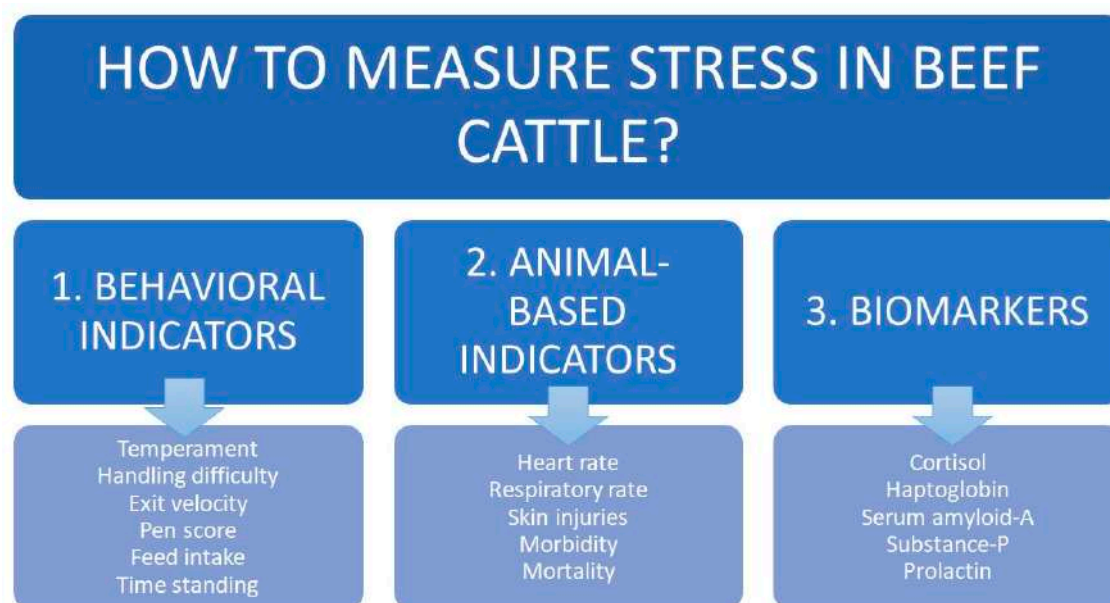 HOW TO MEASURE STRESS IN BEEF
CATTLE?
1. BEHAVIORAL
INDICATORS
Temperament
Handling difficulty
Exit velocity
Pen score
Feed intake
Time standing
2. ANIMAL-
BASED
INDICATORS
Heart rate
Respiratory rate
Skin injuries
Morbidity
Mortality
3. BIOMARKERS
Cortisol
Haptoglobin
Serum amyloid-A
Substance-P
Prolactin